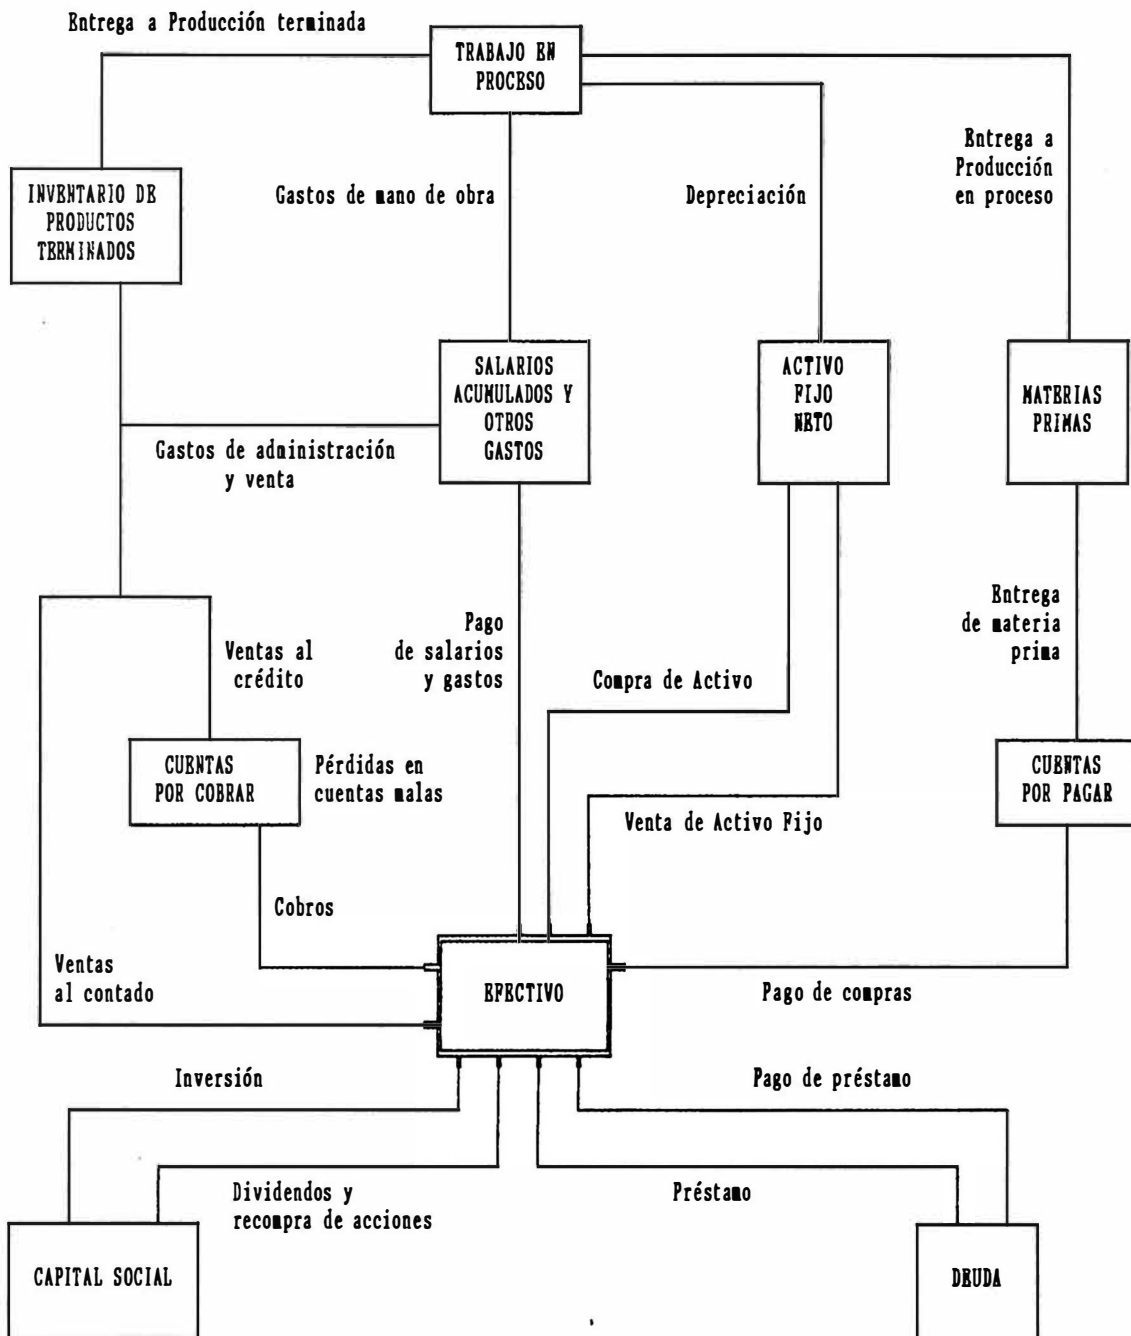 Entrega a Producción terminada
TRABAJO EN
PROCESO
Entrega a
Producción
en proceso
INVENTARIO DE
PRODUCTOS
TERMINADOS
Gastos de mano de obra
Depreciación
SALARIOS
ACUMULADOS Y
OTROS
GASTOS
ACTIVO
FIJO
NETO
MATERIAS
PRIMAS
Gastos de administración
y venta
Ventas al
crédito
Pago
de salarios
y gastos
Compra de Activo
Entrega
de materia
prima
CUENTAS
POR COBRAR
Pérdidas en
cuentas malas
Venta de Activo Fijo
CUENTAS
POR PAGAR
Cobros
Ventas
al contado
EFECTIVO
Pago de compras
Inversión
Pago de préstamo
Dividendos y
recompra de acciones
Préstamo
CAPITAL SOCIAL
DEUDA